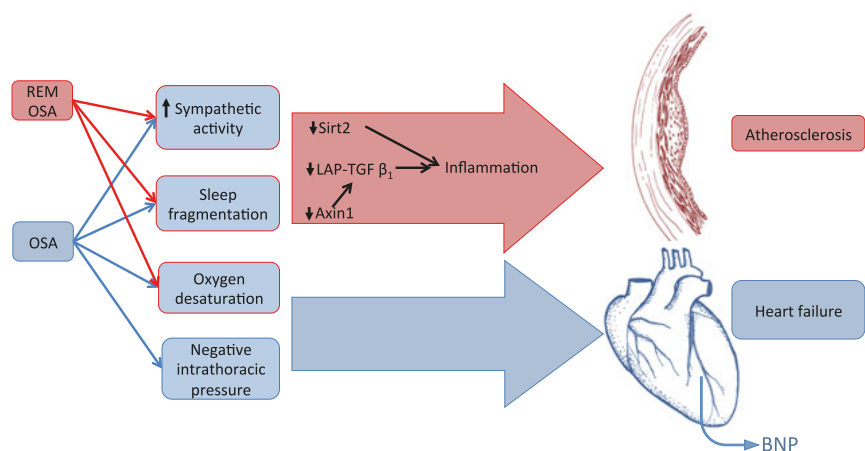 REM
OSA
OSA
Sympathetic
activity
Sleep
fragmentation
Oxygen
desaturation
Negative
intrathoracic
pressure
Sirt2
LAP-TGF β1
Axin1
Inflammation
Atherosclerosis
Heart failure
BNP